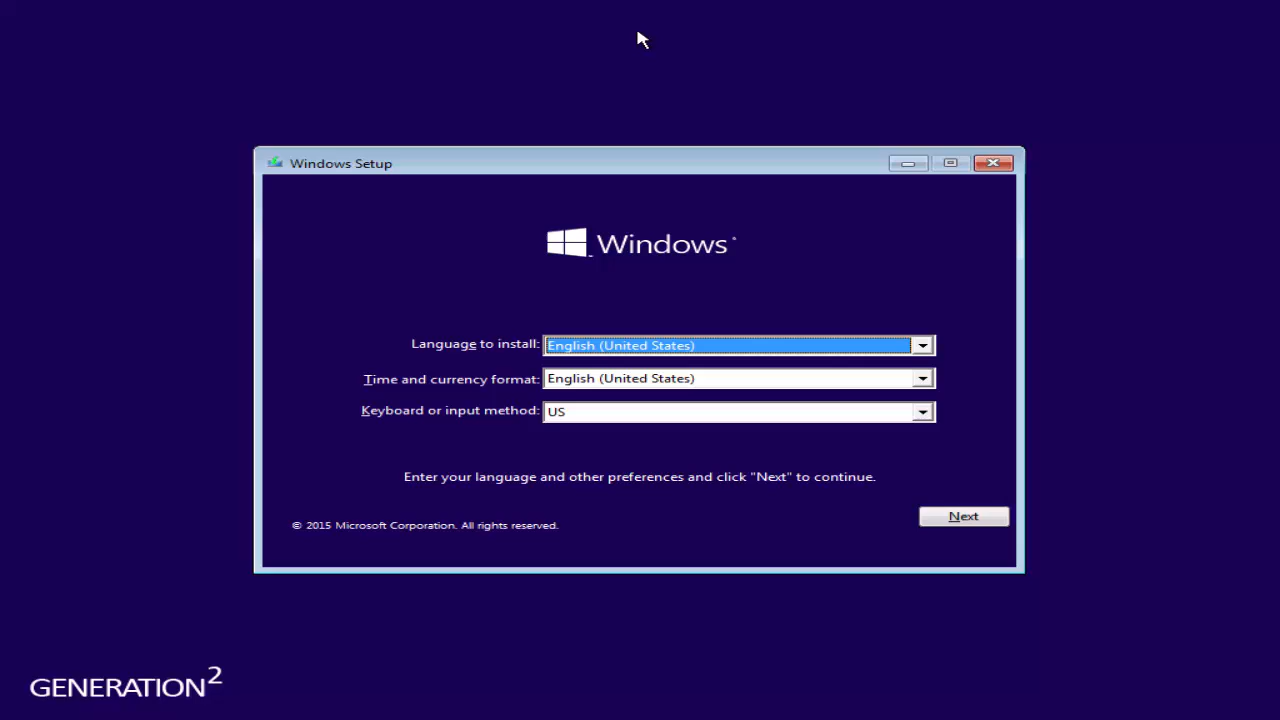 Windows Setup
Windows
Language to install: English (United States)
Time and currency format: English (United States)
Keyboard or input method: US
Enter your language and other preferences and click "Next" to continue.
© 2015 Microsoft Corporation. All rights reserved.
Next
GENERATION²